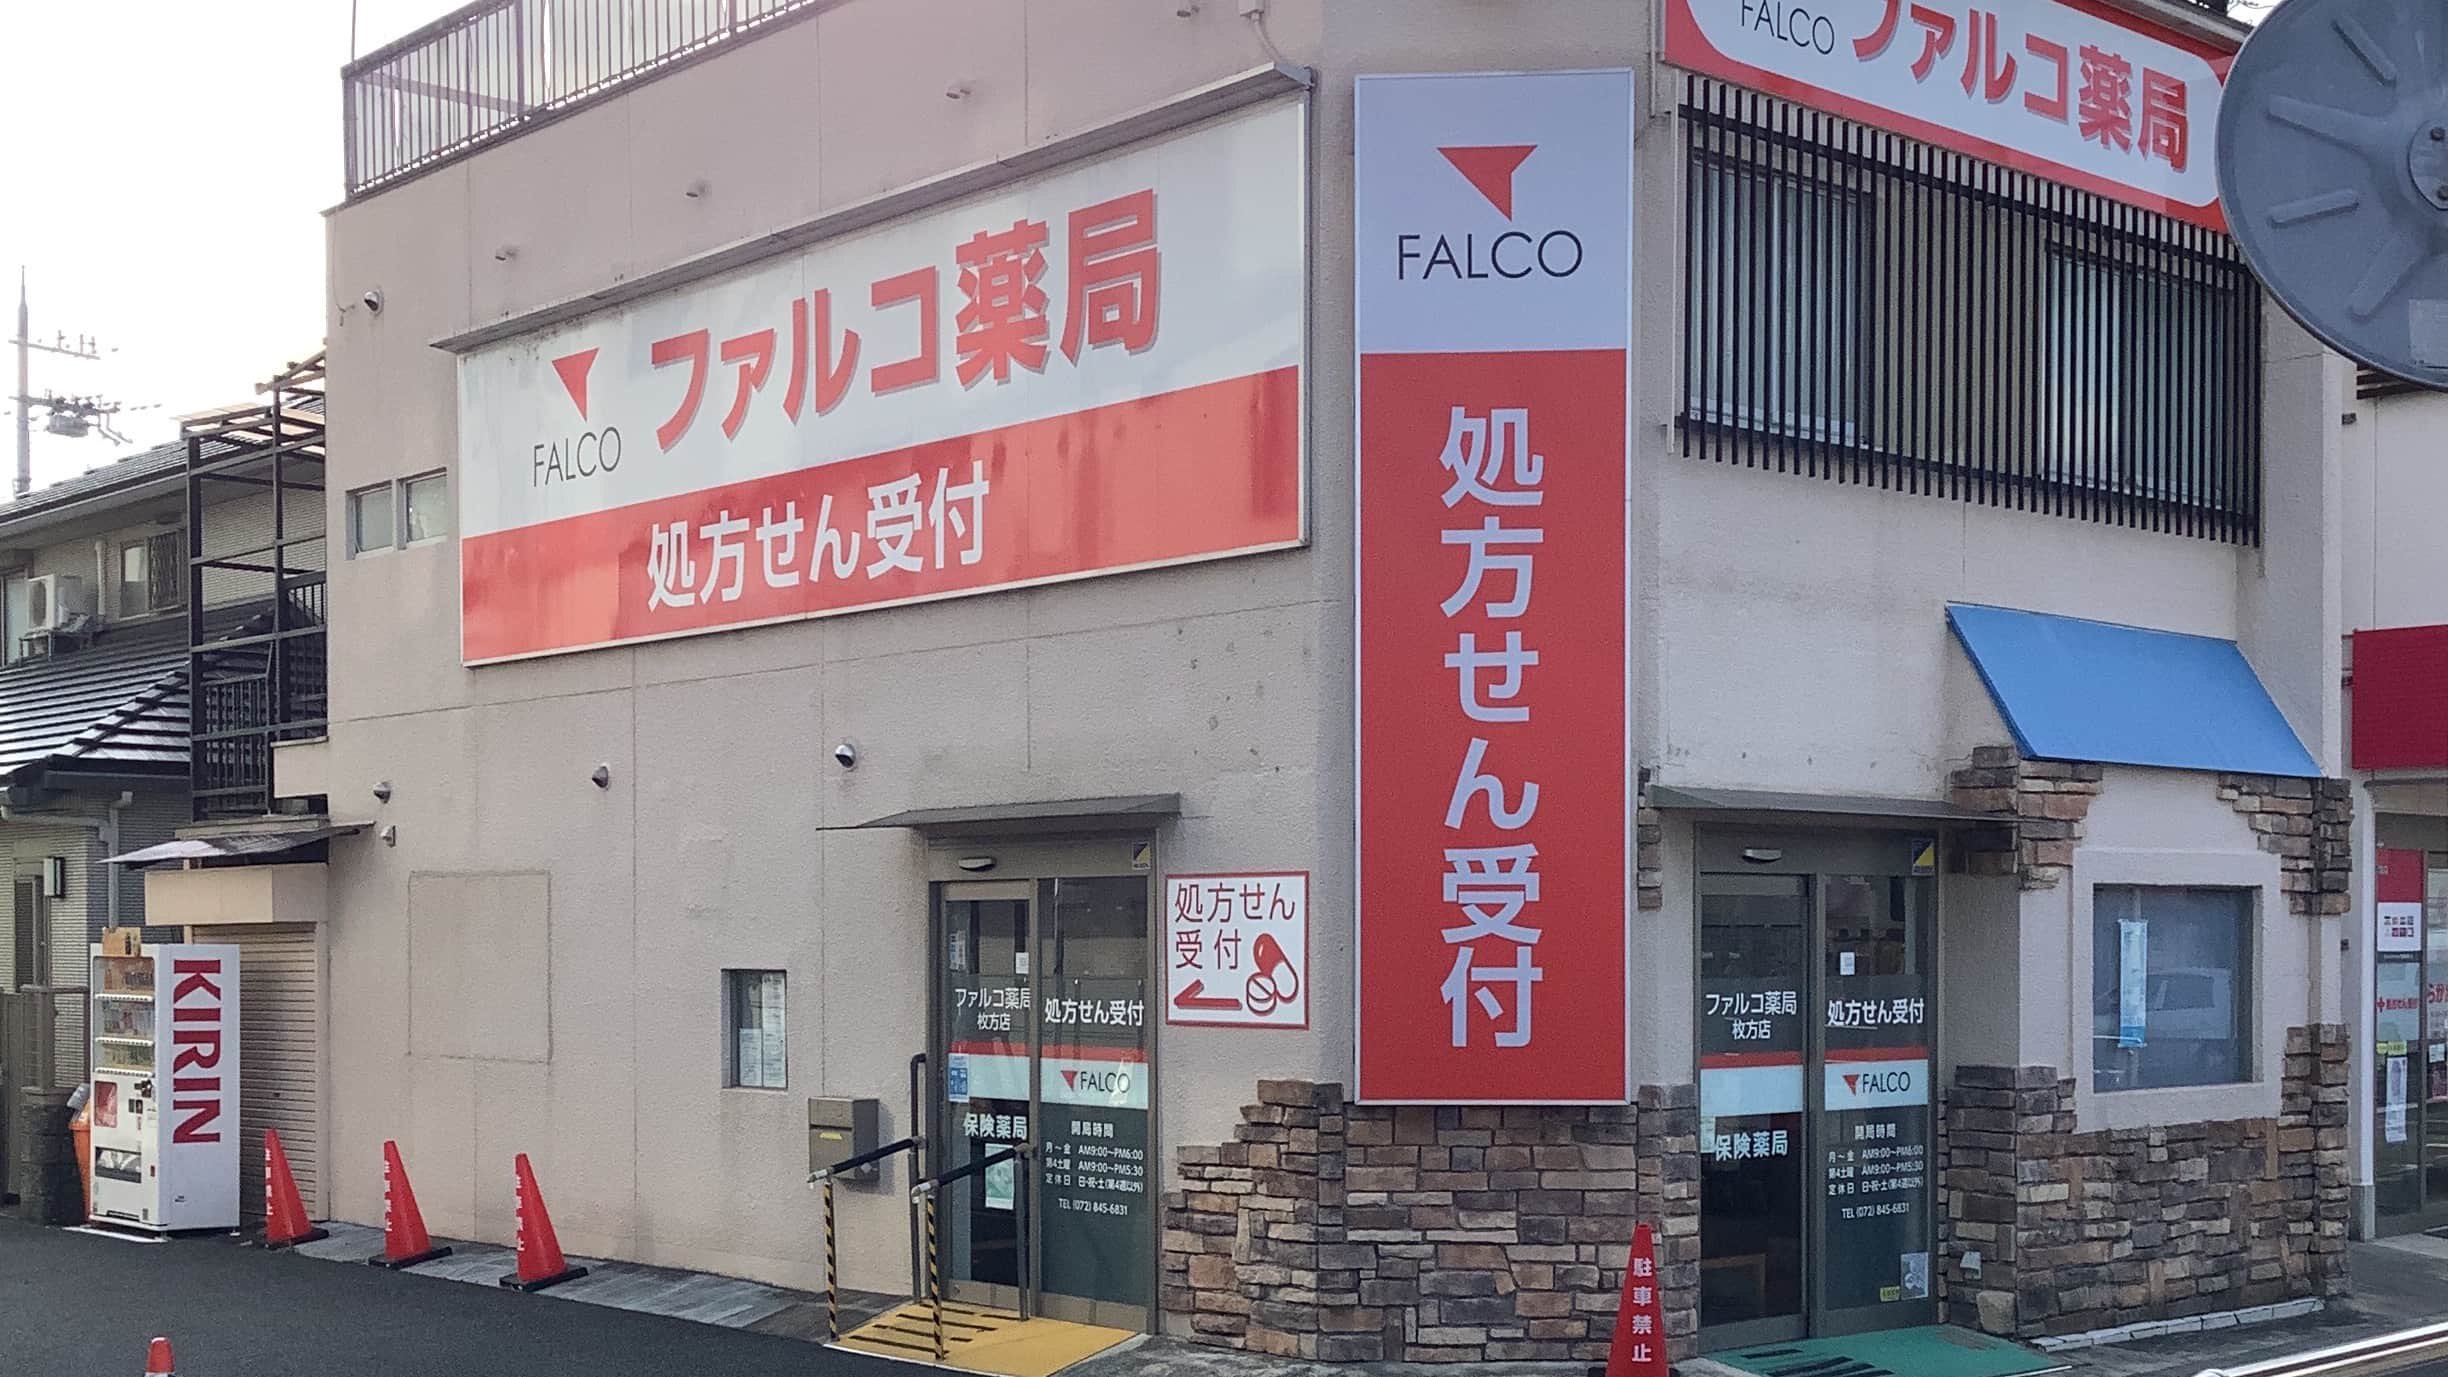 FALCO
ファルコ薬局
FALCO
ファルコ薬局
処方せん受付
FALCO
処方せん受付
KIRIN
処方せん
受付
ファルコ薬局
枚方店
処方せん受付
FALCO
保険薬局
開局時間
月～金 AM9:00～PM6:00
第4土曜 AM9:00～PM5:30
定休日 日・祝・土(第4週以外)
TEL (072) 845-6831
ファルコ薬局
枚方店
処方せん受付
FALCO
保険薬局
開局時間
月～金 AM9:00～PM6:00
第4土曜 AM9:00～PM5:30
定休日 日・祝・土(第4週以外)
TEL (072) 845-6831
駐車禁止